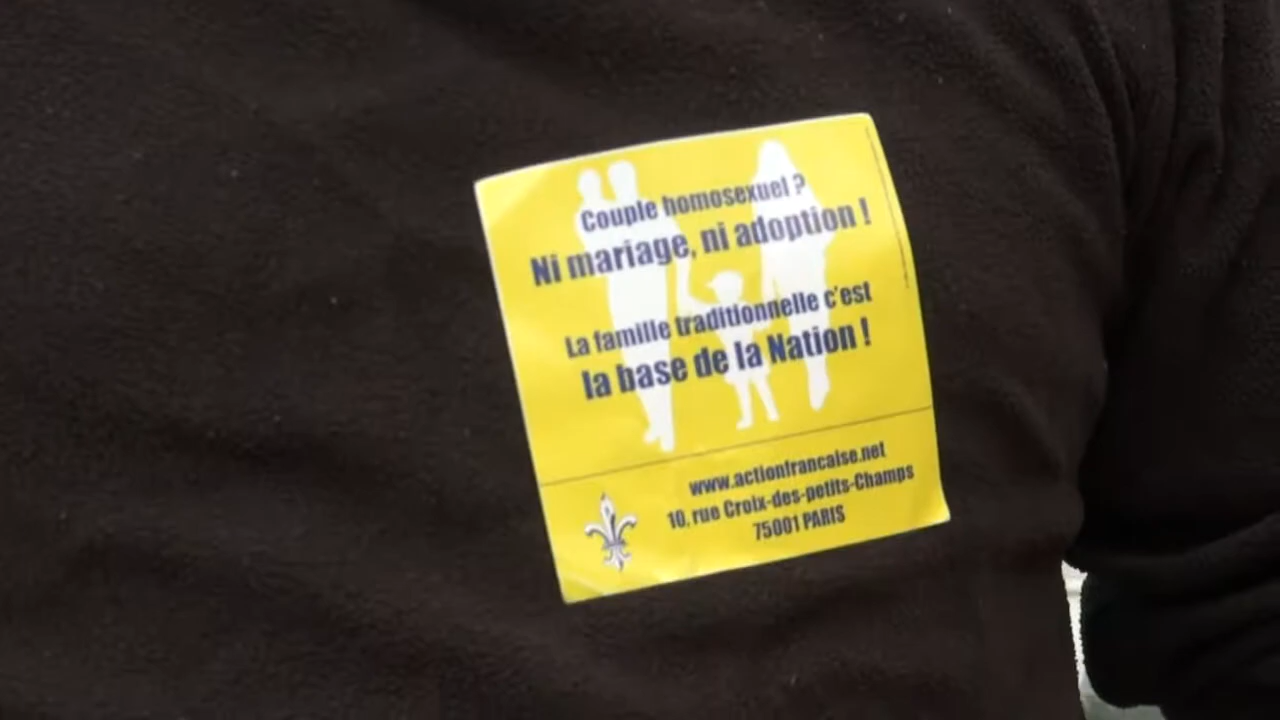 Couple homosexuel ?
Ni mariage, ni adoption !
La famille traditionnelle c'est
la base de la Nation !
www.actionfrancaise.net
10, rue Croix-des-petits-Champs
75001 PARIS